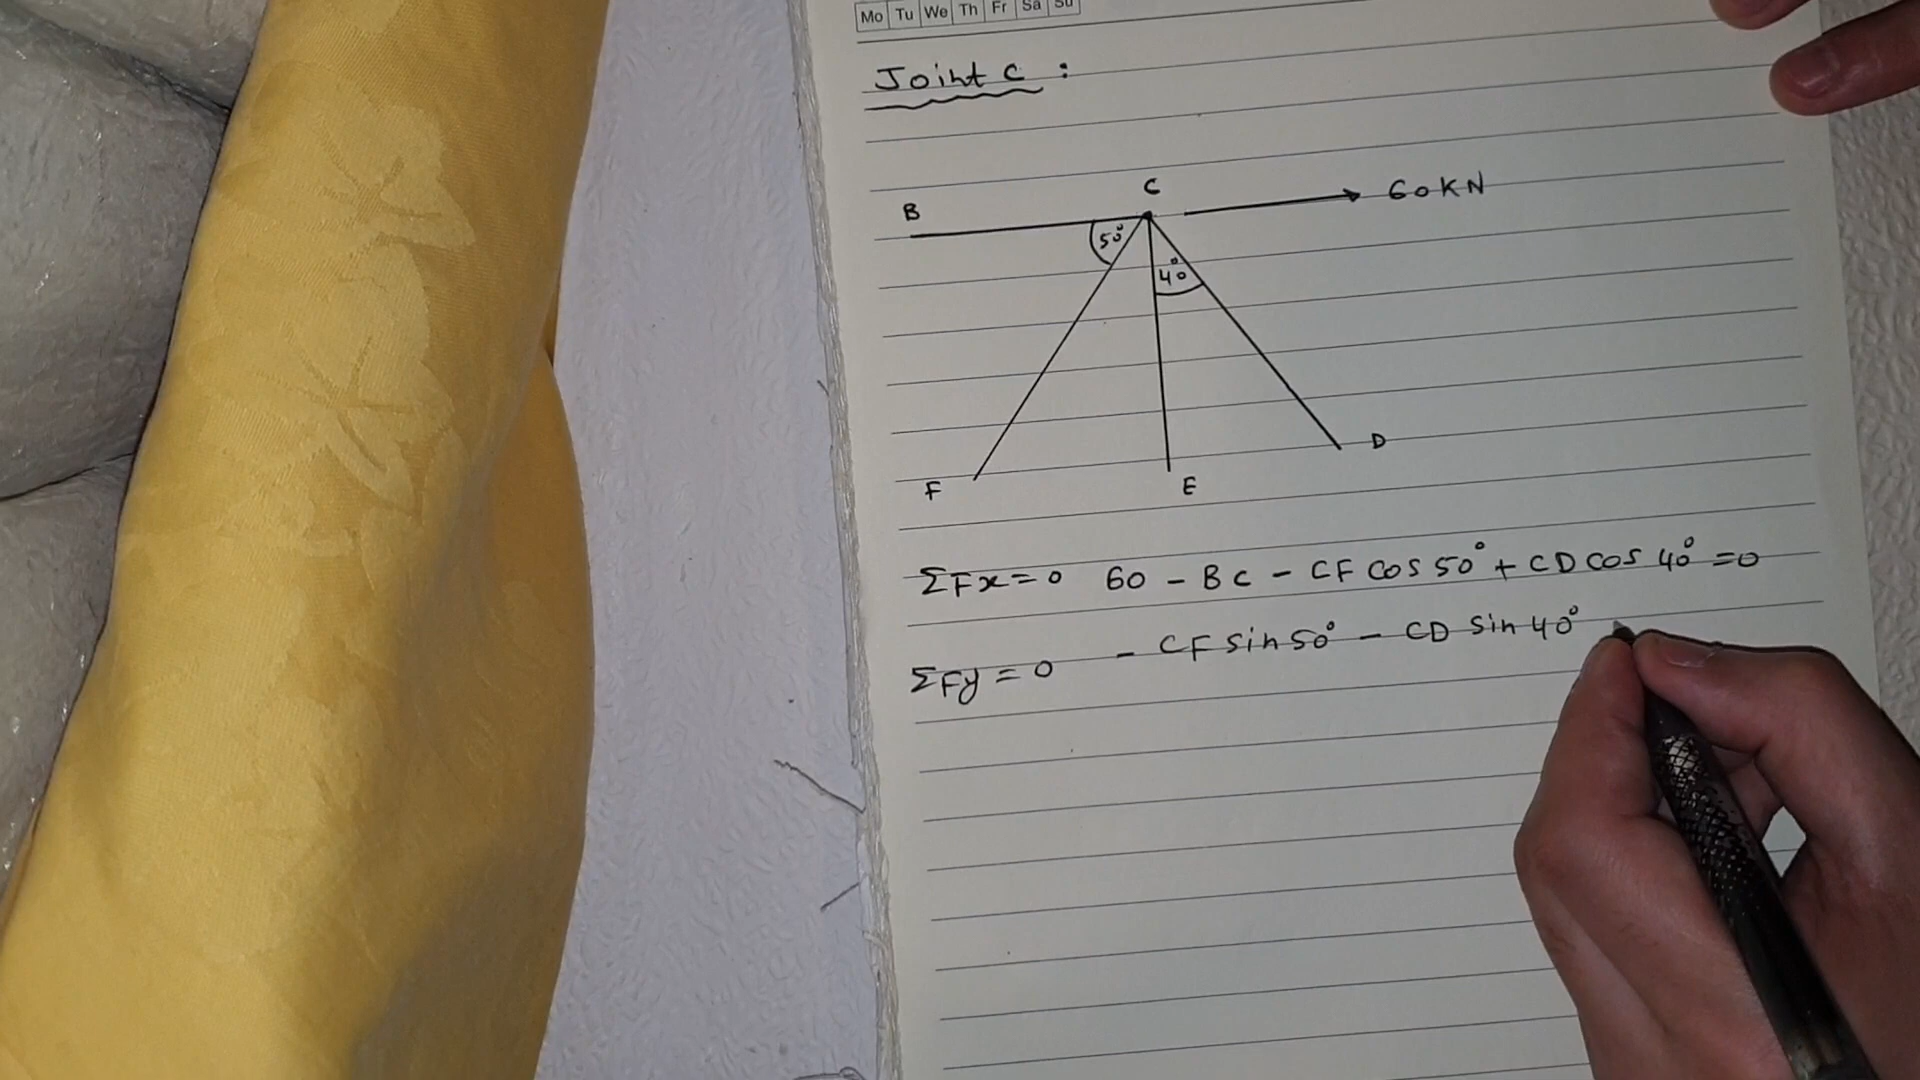 Mo Tu We Th Fr Sa Su
Joint C :
C
60KN
B
50°
40°
D
F
E
ΣFx=0 60 - BC - CF cos 50° + CD cos 40° = 0
ΣFy = 0 - CF sin 50° - CD sin 40°